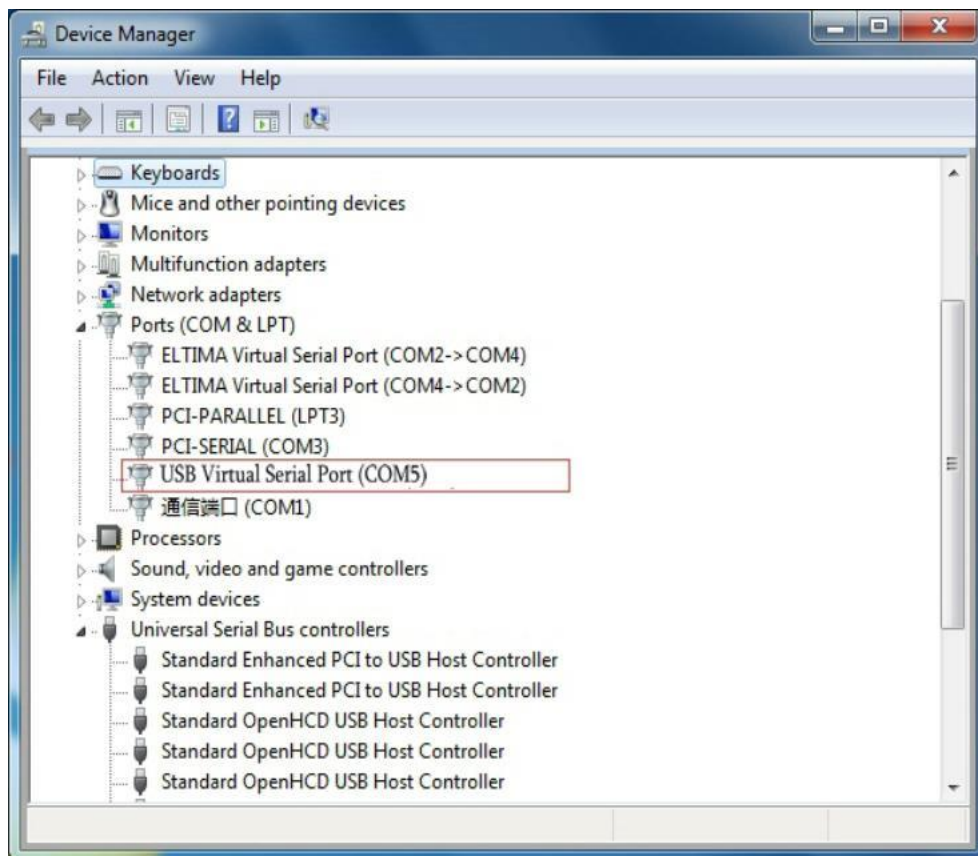 Device Manager
File Action View Help
Keyboards
Mice and other pointing devices
Monitors
Multifunction adapters
Network adapters
Ports (COM & LPT)
ELTIMA Virtual Serial Port (COM2->COM4)
ELTIMA Virtual Serial Port (COM4->COM2)
PCI-PARALLEL (LPT3)
PCI-SERIAL (COM3)
USB Virtual Serial Port (COM5)
通信端口 (COM1)
Processors
Sound, video and game controllers
System devices
Universal Serial Bus controllers
Standard Enhanced PCI to USB Host Controller
Standard Enhanced PCI to USB Host Controller
Standard OpenHCD USB Host Controller
Standard OpenHCD USB Host Controller
Standard OpenHCD USB Host Controller